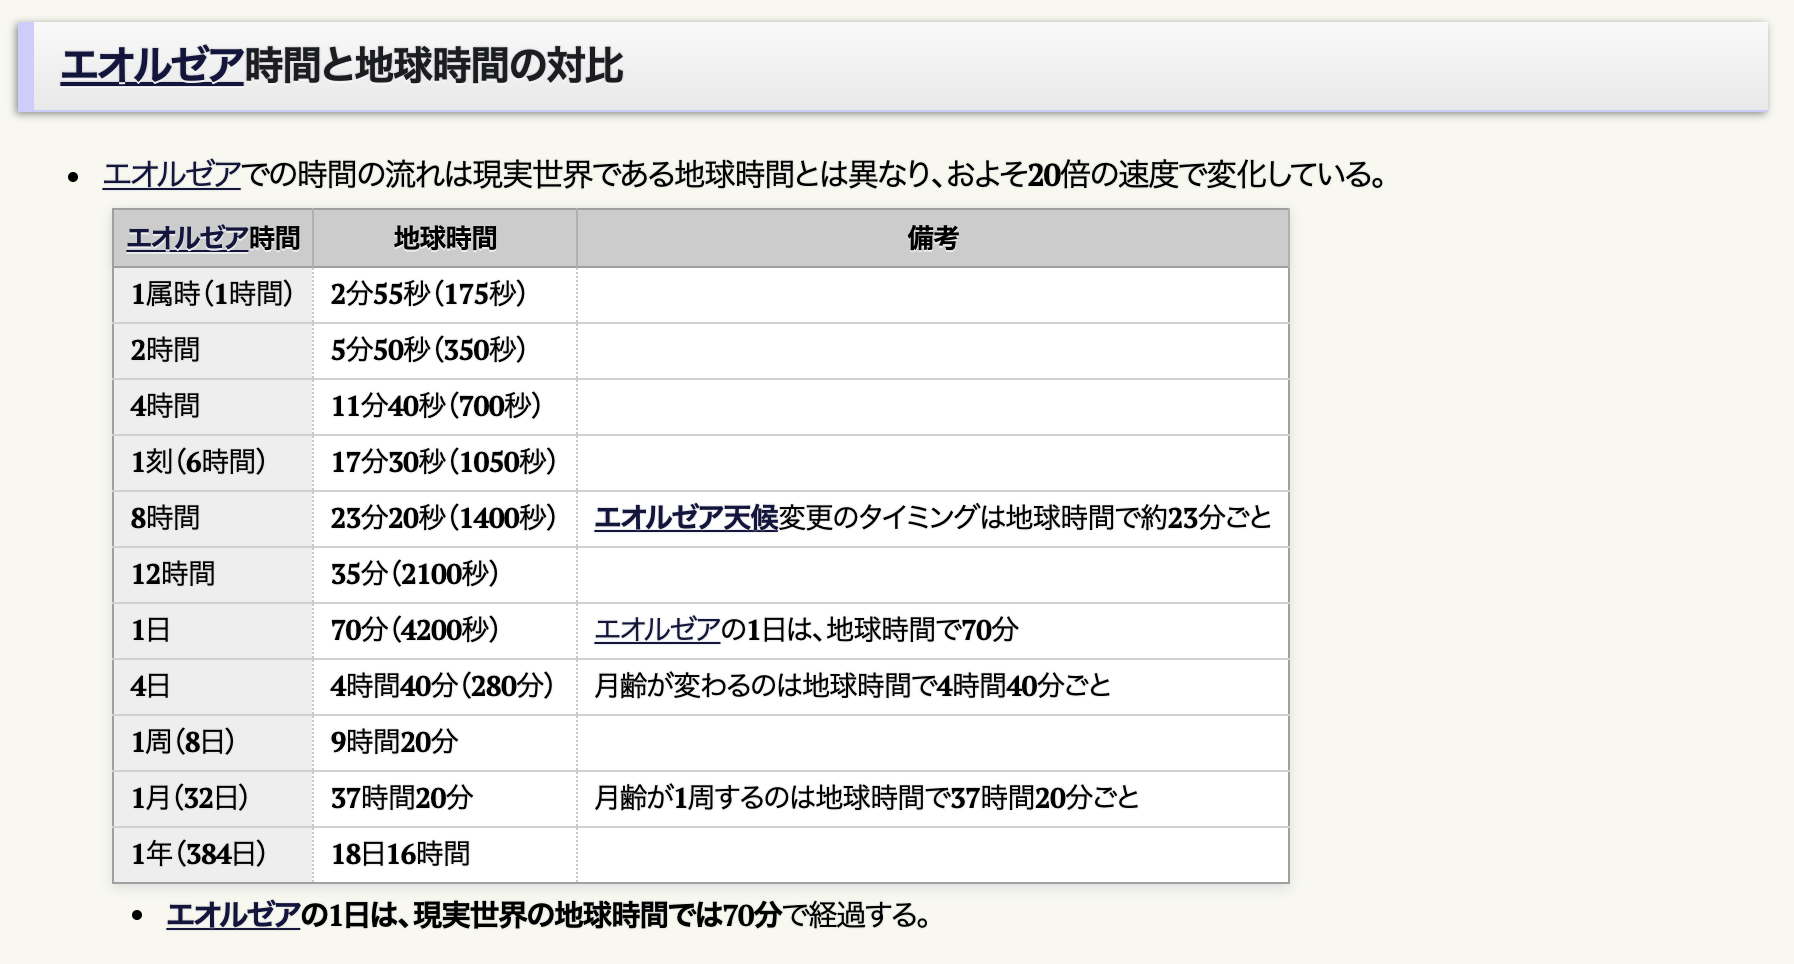 エオルゼア時間と地球時間の対比
エオルゼアでの時間の流れは現実世界である地球時間とは異なり、およそ20倍の速度で変化している。
エオルゼア時間 地球時間 備考
1属時（1時間） 2分55秒（175秒）
2時間 5分50秒（350秒）
4時間 11分40秒（700秒）
1刻（6時間） 17分30秒（1050秒）
8時間 23分20秒（1400秒） エオルゼア天候変更のタイミングは地球時間で約23分ごと
12時間 35分（2100秒）
1日 70分（4200秒） エオルゼアの1日は、地球時間で70分
4日 4時間40分（280分） 月齢が変わるのは地球時間で4時間40分ごと
1周（8日） 9時間20分
1月（32日） 37時間20分 月齢が1周するのは地球時間で37時間20分ごと
1年（384日） 18日16時間
エオルゼアの1日は、現実世界の地球時間では70分で経過する。